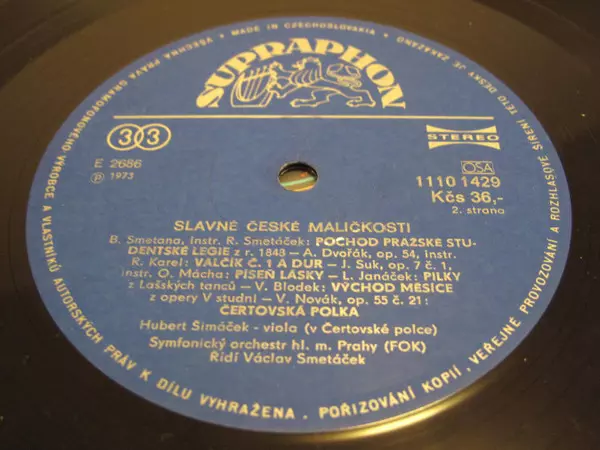 VŠECHNA PRÁVA GRAMOFONOVÉHO VÝROBCE A VLASTNÍKŮ AUTORSKÝCH PRÁV K DÍLU VYHRAŽENA. POŘIZOVÁNÍ KOPIÍ, VEŘEJNÉ PROVOZOVÁNÍ A ROZHLASOVÉ ŠÍŘENÍ TÉTO DESKY JE ZAKÁZÁNO
MADE IN CZECHOSLOVAKIA
SUPRAPHON
33
STEREO
E 2686
Ⓟ 1973
OSA
1110 1429
Kčs 36,-
2. strana
SLAVNÉ ČESKÉ MALIČKOSTI
B. Smetana, Instr. R. Smetáček: POCHOD PRAŽSKÉ STU-
DENTSKÉ LEGIE z r. 1848 - A. Dvořák, op. 54, instr.
R. Karel: VALČÍK Č. 1 A DUR - J. Suk, op. 7 č. 1,
instr. O. Mácha: PÍSEŇ LÁSKY - L. Janáček: PILKY
z Lašských tanců - V. Blodek: VÝCHOD MĚSÍCE
z opery V studni - V. Novák, op. 55 č. 21:
ČERTOVSKÁ POLKA
Hubert Šimáček - viola (v Čertovské polce)
Symfonický orchestr hl. m. Prahy (FOK)
Řídí Václav Smetáček